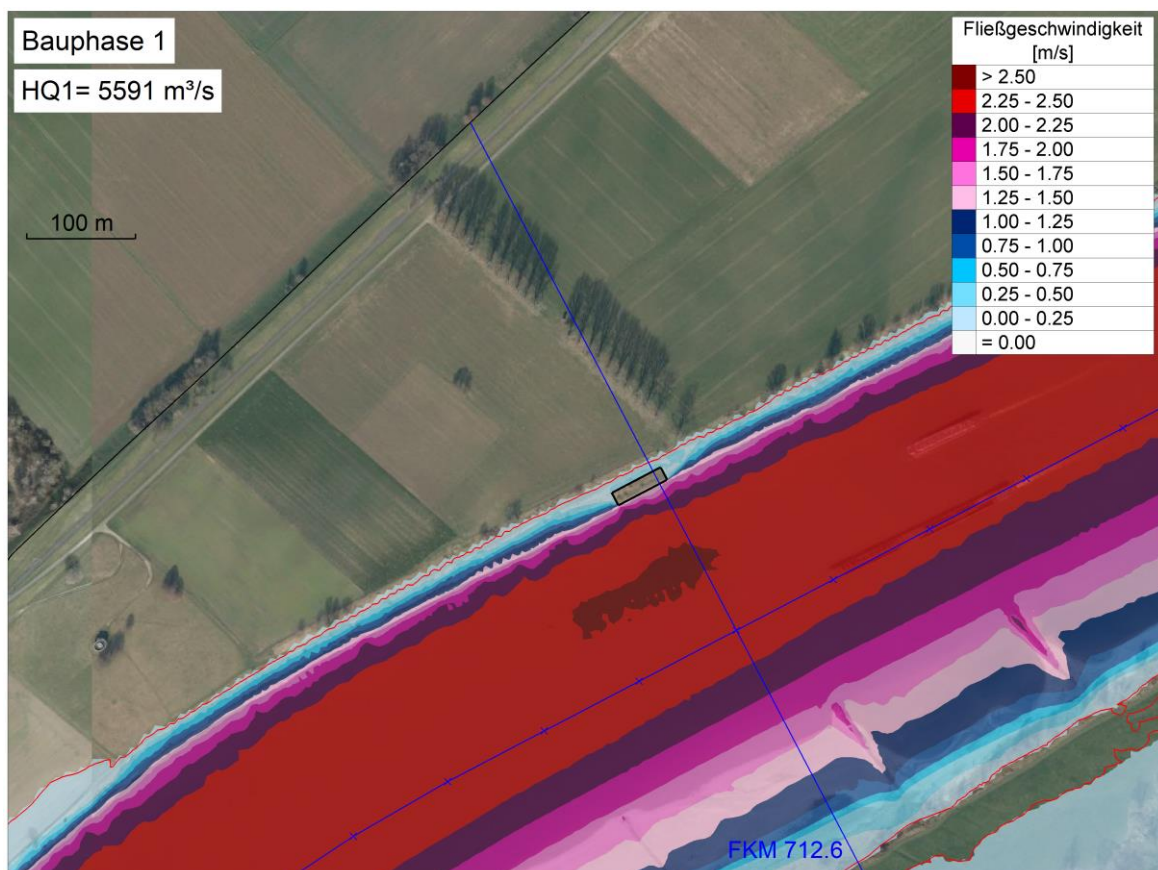 Bauphase 1
HQ1= 5591 m³/s
100 m
Fließgeschwindigkeit
[m/s]
> 2.50
2.25 - 2.50
2.00 - 2.25
1.75 - 2.00
1.50 - 1.75
1.25 - 1.50
1.00 - 1.25
0.75 - 1.00
0.50 - 0.75
0.25 - 0.50
0.00 - 0.25
= 0.00
FKM 712.6